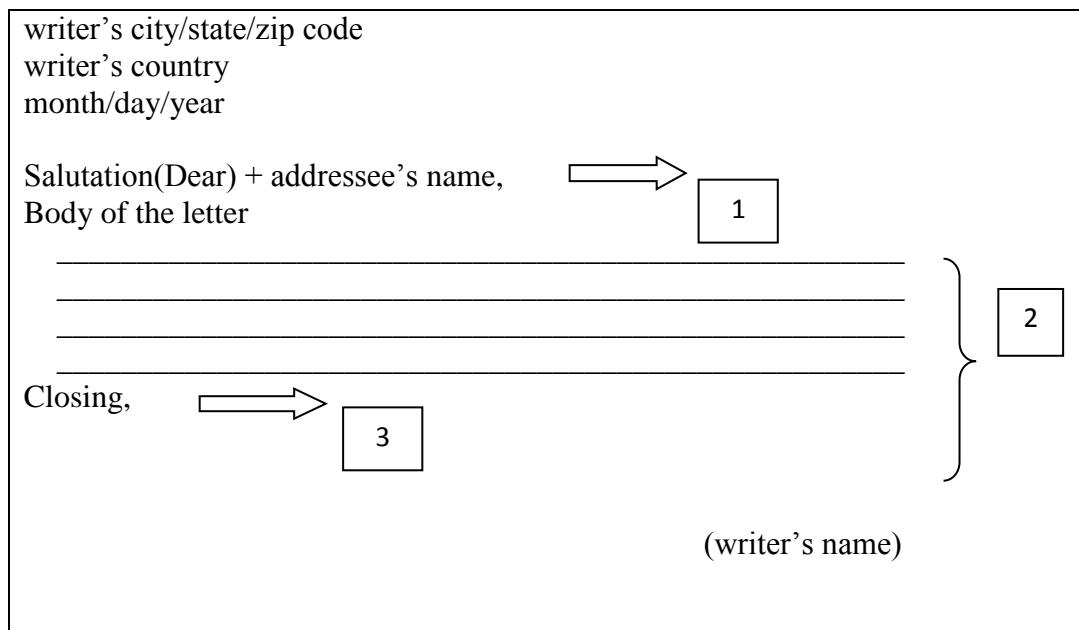 writer’s city/state/zip code
writer’s country
month/day/year
Salutation(Dear) + addressee’s name,
1
Body of the letter
2
Closing,
3
(writer’s name)